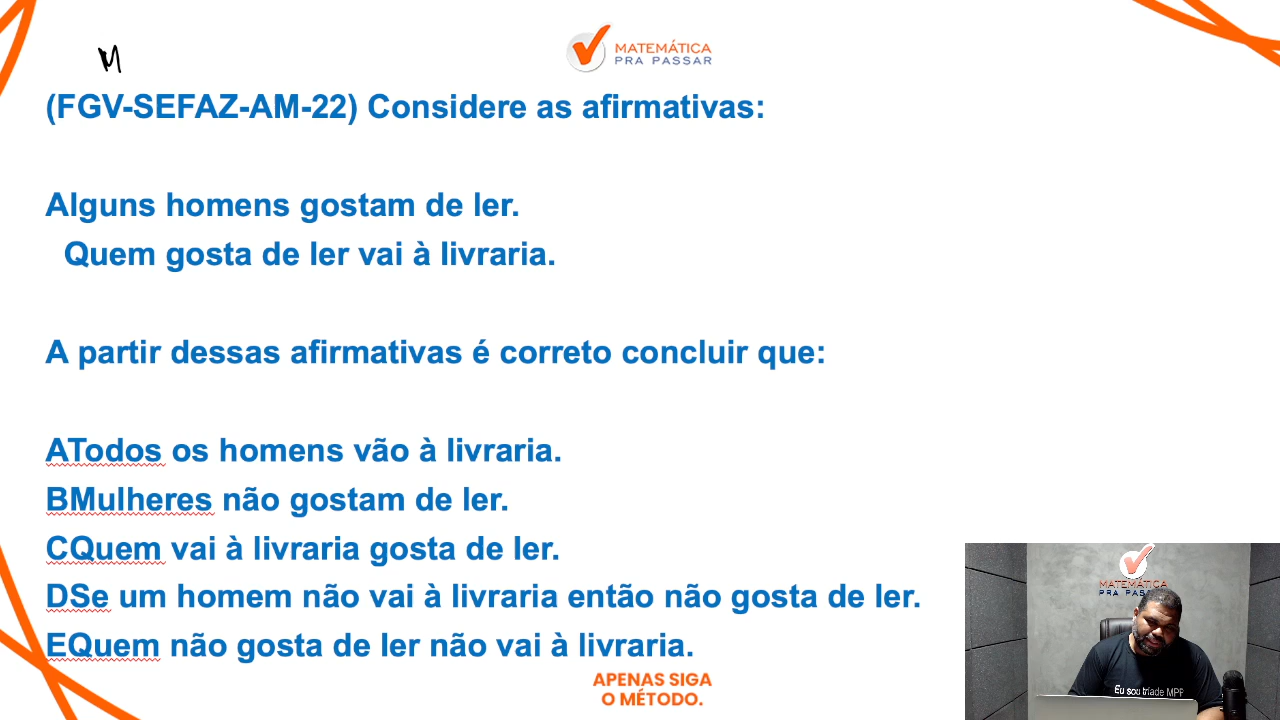 MATEMÁTICA
PRA PASSAR
M
(FGV-SEFAZ-AM-22) Considere as afirmativas:
Alguns homens gostam de ler.
Quem gosta de ler vai à livraria.
A partir dessas afirmativas é correto concluir que:
ATodos os homens vão à livraria.
BMulheres não gostam de ler.
CQuem vai à livraria gosta de ler.
DSe um homem não vai à livraria então não gosta de ler.
EQuem não gosta de ler não vai à livraria.
APENAS SIGA
O MÉTODO.
MATEMÁTICA
PRA PAS
Eu sou tríade MPP